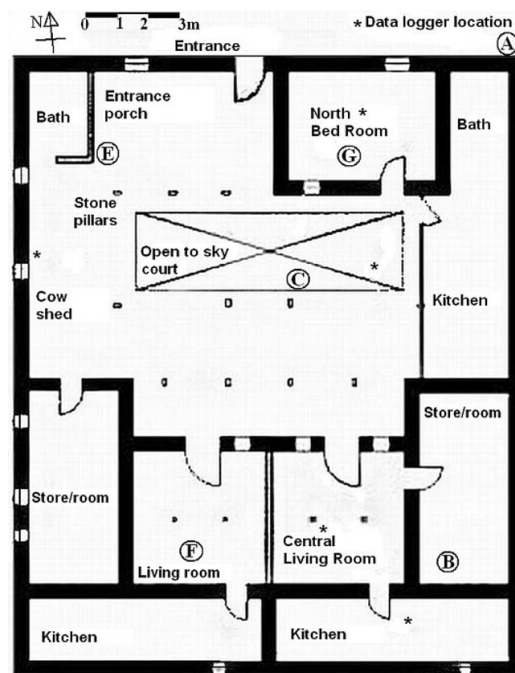 N
0 1 2 3m
* Data logger location
A
Entrance
Bath
Entrance
porch
North *
Bed Room
Bath
E
G
Stone
pillars
Open to sky
court
*
*
C
Cow
shed
Kitchen
Store/room
Store/room
*
Central
Living Room
F
Living room
B
Kitchen
Kitchen
*